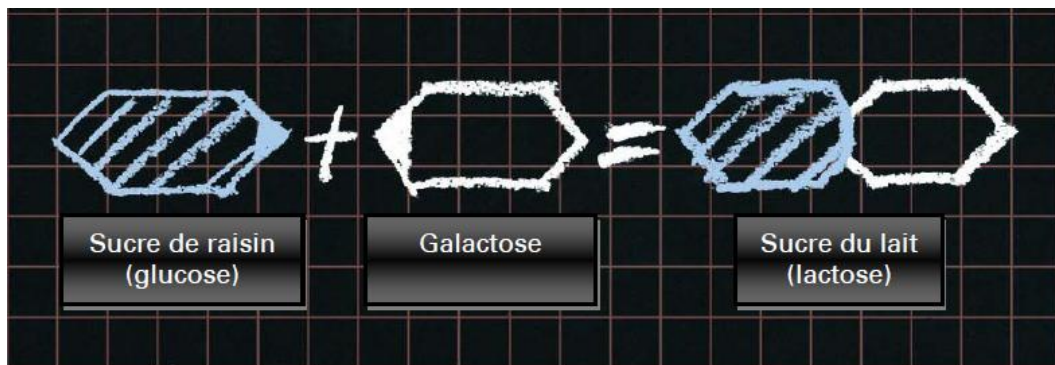 + =
Sucre de raisin
(glucose)
Galactose
Sucre du lait
(lactose)